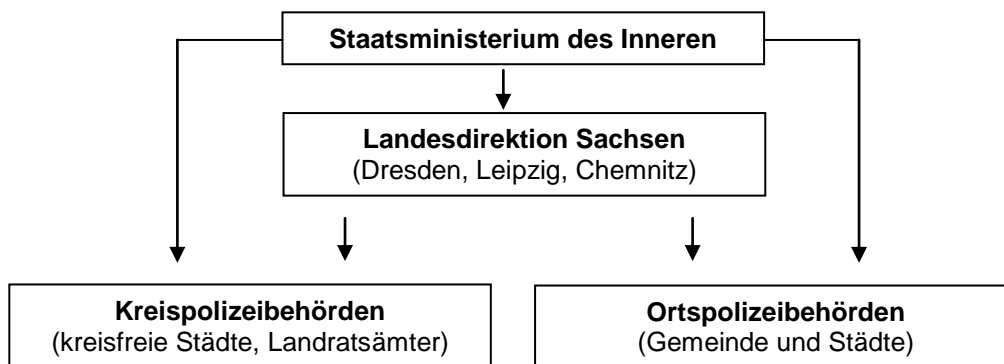 Staatsministerium des Inneren
Landesdirektion Sachsen
(Dresden, Leipzig, Chemnitz)
Kreispolizeibehörden
(kreisfreie Städte, Landratsämter)
Ortspolizeibehörden
(Gemeinde und Städte)